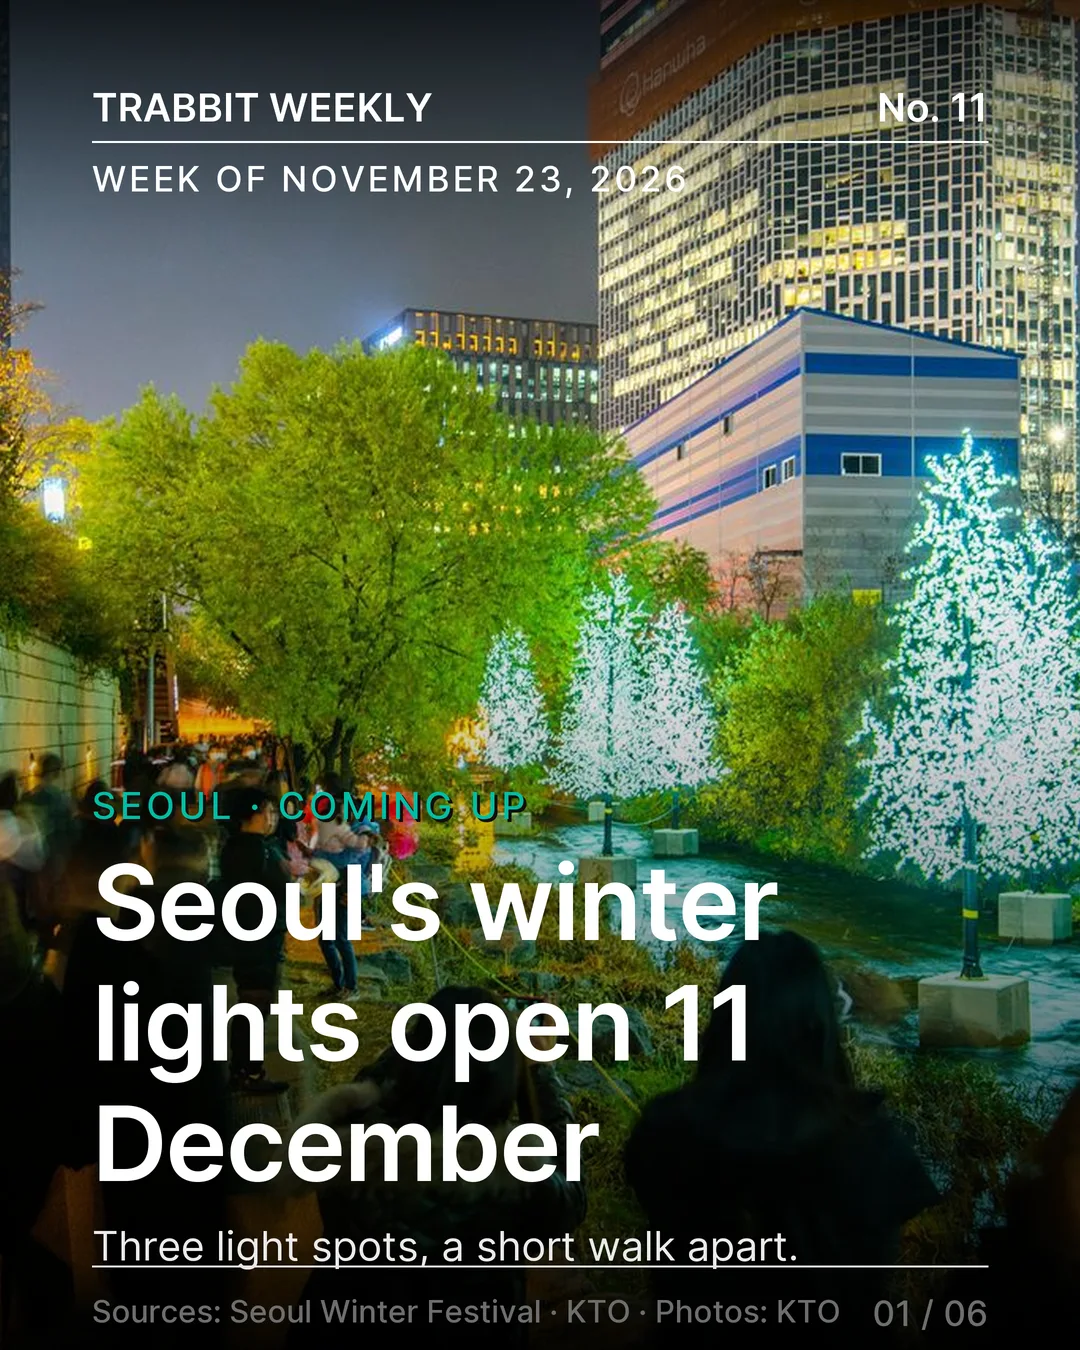 Hanwha
TRABBIT WEEKLY
No. 11
WEEK OF NOVEMBER 23, 2026
SEOUL · COMING UP
Seoul's winter
lights open 11
December
Three light spots, a short walk apart.
Sources: Seoul Winter Festival · KTO · Photos: KTO
01 / 06